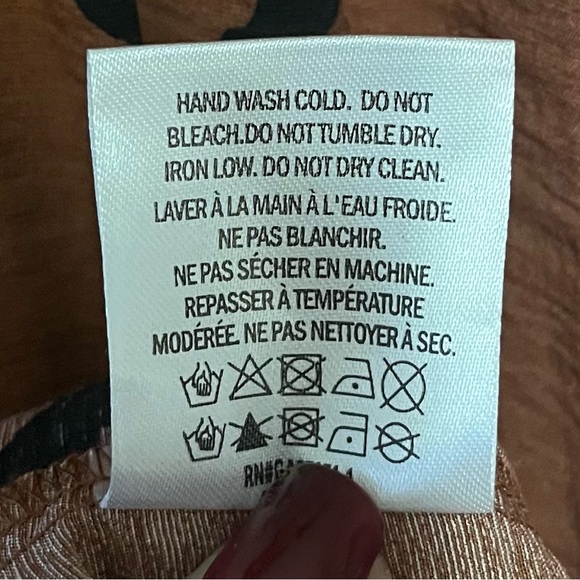 HAND WASH COLD. DO NOT
BLEACH.DO NOT TUMBLE DRY.
IRON LOW. DO NOT DRY CLEAN.
LAVER À LA MAIN À L'EAU FROIDE.
NE PAS BLANCHIR.
NE PAS SÉCHER EN MACHINE.
REPASSER À TEMPÉRATURE
MODÉRÉE. NE PAS NETTOYER À SEC.